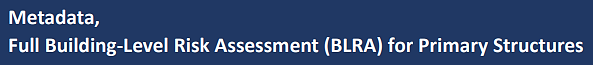 Metadata,
Full Building-Level Risk Assessment (BLRA) for Primary Structures